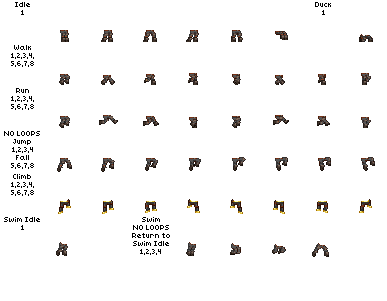 Idle
1
Duck
1
Walk
1,2,3,4,
5,6,7,8
Run
1,2,3,4,
5,6,7,8
NO LOOPS
Jump
1,2,3,4
Fall
5,6,7,8
Climb
1,2,3,4,
5,6,7,8
Swim Idle
1
Swim
NO LOOPS
Return to
Swim Idle
1,2,3,4